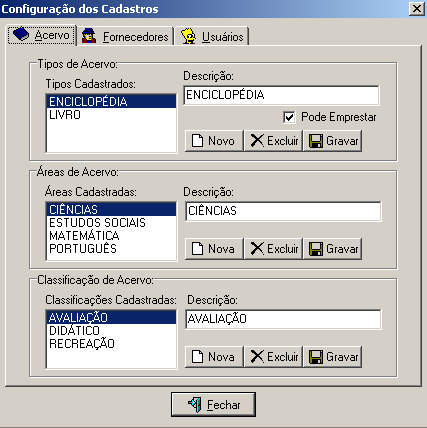 Configuração dos Cadastros
Acervo Fornecedores Usuários
Tipos de Acervo:
Tipos Cadastrados: Descrição:
ENCICLOPÉDIA ENCICLOPÉDIA
LIVRO
Pode Emprestar
Novo Excluir Gravar
Áreas de Acervo:
Áreas Cadastradas: Descrição:
CIÊNCIAS CIÊNCIAS
ESTUDOS SOCIAIS
MATEMÁTICA
PORTUGUÊS
Nova Excluir Gravar
Classificação de Acervo:
Classificações Cadastradas: Descrição:
AVALIAÇÃO AVALIAÇÃO
DIDÁTICO
RECREAÇÃO
Nova Excluir Gravar
Fechar